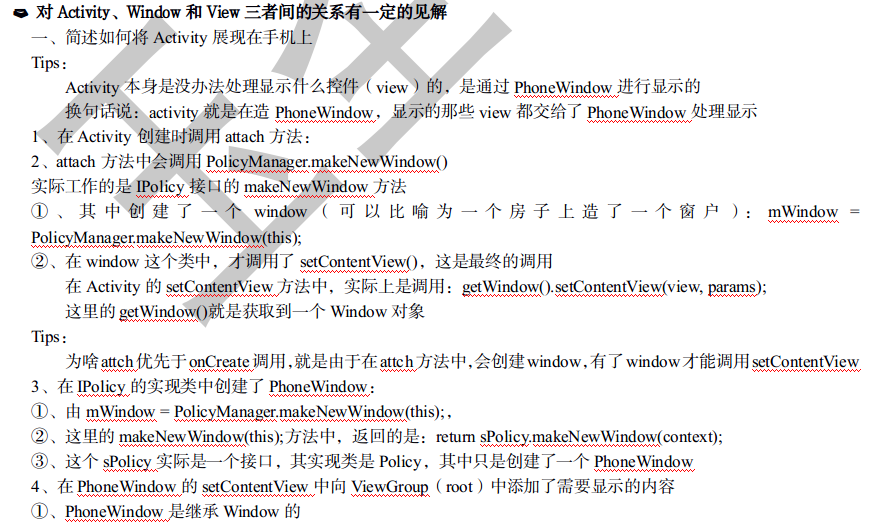 对 Activity、Window 和 View 三者间的关系有一定的见解
一、简述如何将 Activity 展现在手机上
Tips：
Activity 本身是没办法处理显示什么控件（view）的，是通过 PhoneWindow 进行显示的
换句话说：activity 就是在造 PhoneWindow，显示的那些 view 都交给了 PhoneWindow 处理显示
1、在 Activity 创建时调用 attach 方法：
2、attach 方法中会调用 PolicyManager.makeNewWindow()
实际工作的是 IPolicy 接口的 makeNewWindow 方法
①、其中创建了一个 window（可以比喻为一个房子上造了一个窗户）：mWindow =
PolicyManager.makeNewWindow(this);
②、在 window 这个类中，才调用了 setContentView()，这是最终的调用
在 Activity 的 setContentView 方法中，实际上是调用：getWindow().setContentView(view, params);
这里的 getWindow()就是获取到一个 Window 对象
Tips：
为啥 attch 优先于 onCreate 调用,就是由于在 attch 方法中,会创建 window,有了 window 才能调用 setContentView
3、在 IPolicy 的实现类中创建了 PhoneWindow：
①、由 mWindow = PolicyManager.makeNewWindow(this);，
②、这里的 makeNewWindow(this);方法中，返回的是：return sPolicy.makeNewWindow(context);
③、这个 sPolicy 实际是一个接口，其实现类是 Policy，其中只是创建了一个 PhoneWindow
4、在 PhoneWindow 的 setContentView 中向 ViewGroup（root）中添加了需要显示的内容
①、PhoneWindow 是继承 Window 的